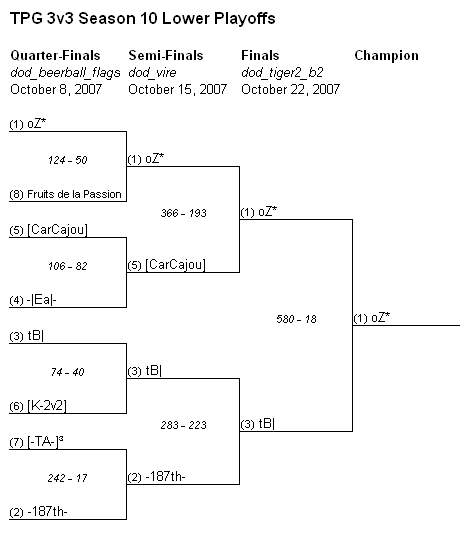 TPG 3v3 Season 10 Lower Playoffs
Quarter-Finals Semi-Finals Finals Champion
dod_beerball_flags dod_vire dod_tiger2_b2
October 8, 2007 October 15, 2007 October 22, 2007
(1) oZ*
124 - 50
(1) oZ*
(8) Fruits de la Passion
366 - 193
(1) oZ*
(5) [CarCajou]
106 - 82
(5) [CarCajou]
(4) -|Ea|-
580 - 18
(1) oZ*
(3) tB|
74 - 40
(3) tB|
(6) [K-2v2]
283 - 223
(3) tB|
(7) [-TA-]³
242 - 17
(2) -187th-
(2) -187th-